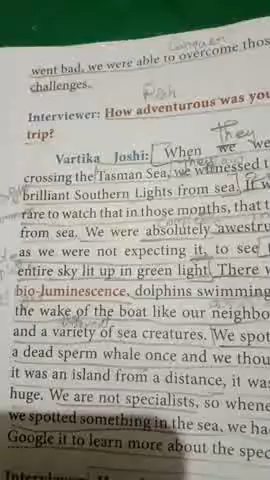 Conquer
went bad, we were able to overcome
challenges.
Interviewer: How adventurous was you
trip?
they
Vartika Joshi: When we
crossing the Tasman Sea, we witnessed
brilliant Southern Lights from sea. It
rare to watch that in those months, that
from sea. We were absolutely
as we were not expecting it, to see
entire sky lit up in green light. There
bio-luminescence, dolphins swimming
the wake of the boat like our neighbo
and a variety of sea creatures. We spot
a dead sperm whale once and we thou
it was an island from a distance, it was
huge. We are not specialists, so whene
we spotted something in the sea, we ha
Google it to learn more about the spec